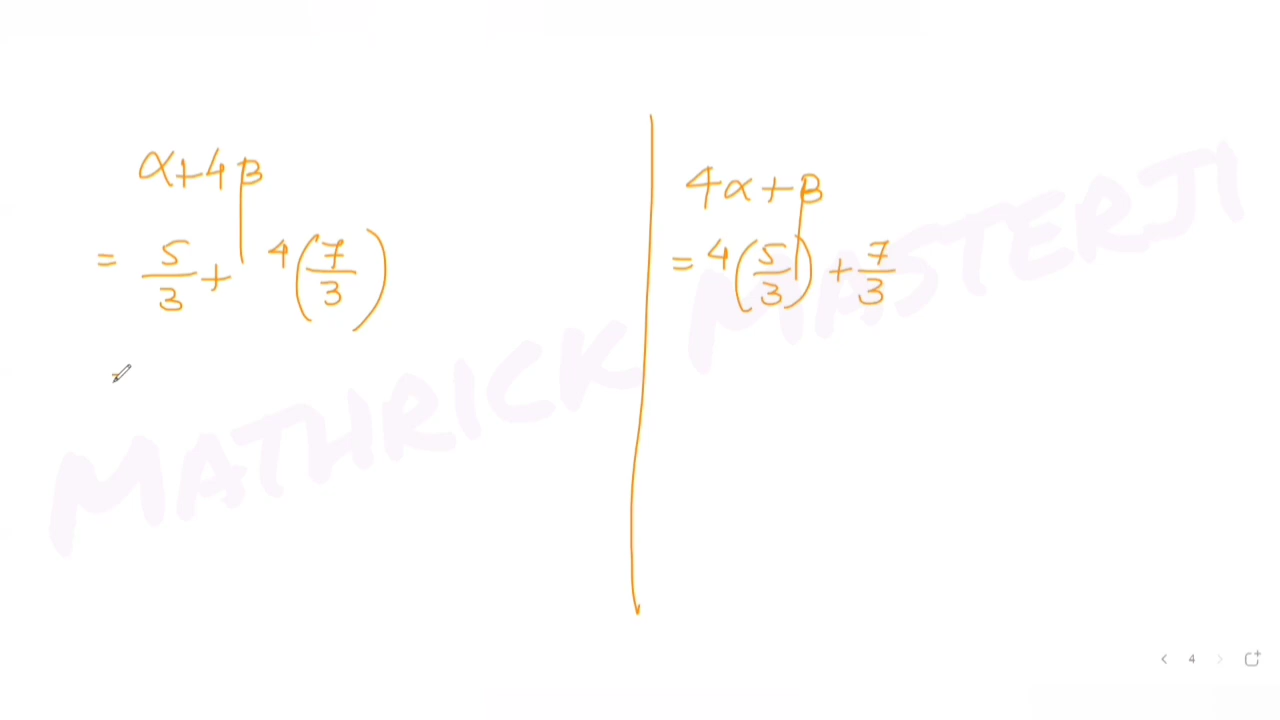 α+4β
= 5/3 + 4(7/3)
4α+β
= 4(5/3) + 7/3
MATHRICK MASTERJI
4